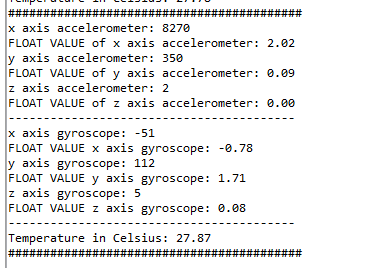 Temperature in Celsius: 27.78
##########################################
x axis accelerometer: 8270
FLOAT VALUE of x axis accelerometer: 2.02
y axis accelerometer: 350
FLOAT VALUE of y axis accelerometer: 0.09
z axis accelerometer: 2
FLOAT VALUE of z axis accelerometer: 0.00
-----------------------------------------
x axis gyroscope: -51
FLOAT VALUE x axis gyroscope: -0.78
y axis gyroscope: 112
FLOAT VALUE y axis gyroscope: 1.71
z axis gyroscope: 5
FLOAT VALUE z axis gyroscope: 0.08
-----------------------------------------
Temperature in Celsius: 27.87
##########################################